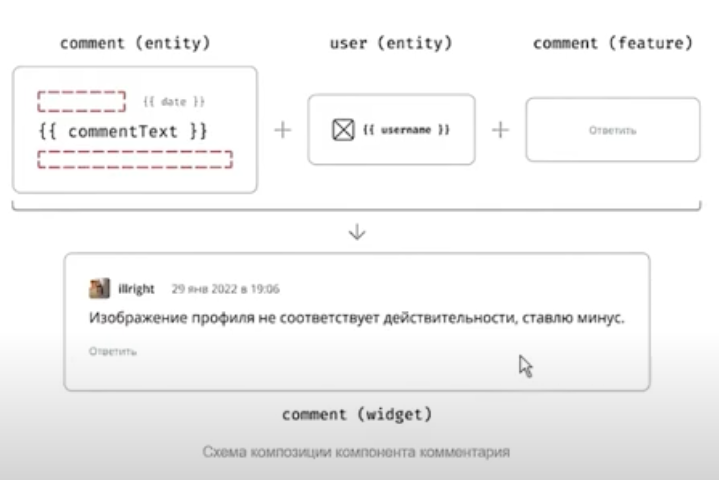 comment (entity)
user (entity)
comment (feature)
{{ date }}
{{ commentText }}
+
{{ username }}
+
Ответить
illright 29 янв 2022 в 19:06
Изображение профиля не соответствует действительности, ставлю минус.
Ответить
comment (widget)
Схема композиции компонента комментария